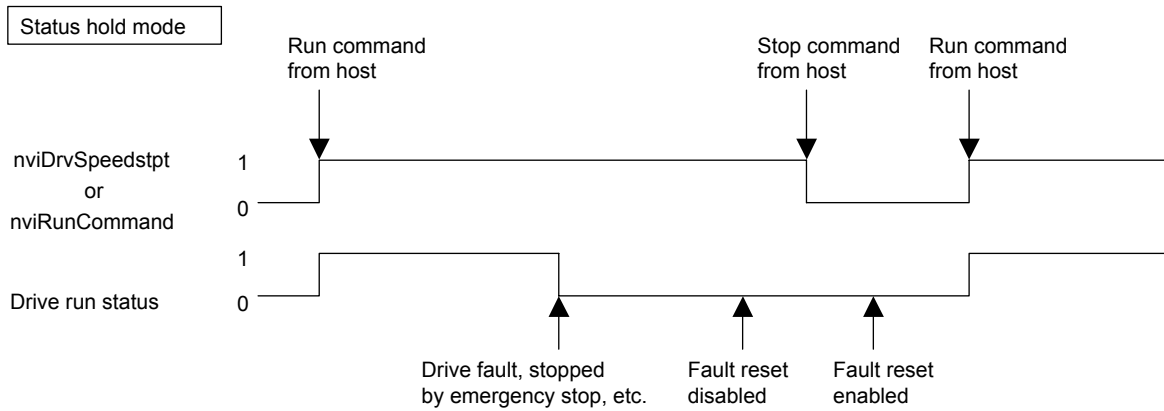 Status hold mode
Run command
from host
Stop command
from host
Run command
from host
nviDrvSpeedstpt
or
nviRunCommand
1
0
Drive run status
1
0
Drive fault, stopped
by emergency stop, etc.
Fault reset
disabled
Fault reset
enabled